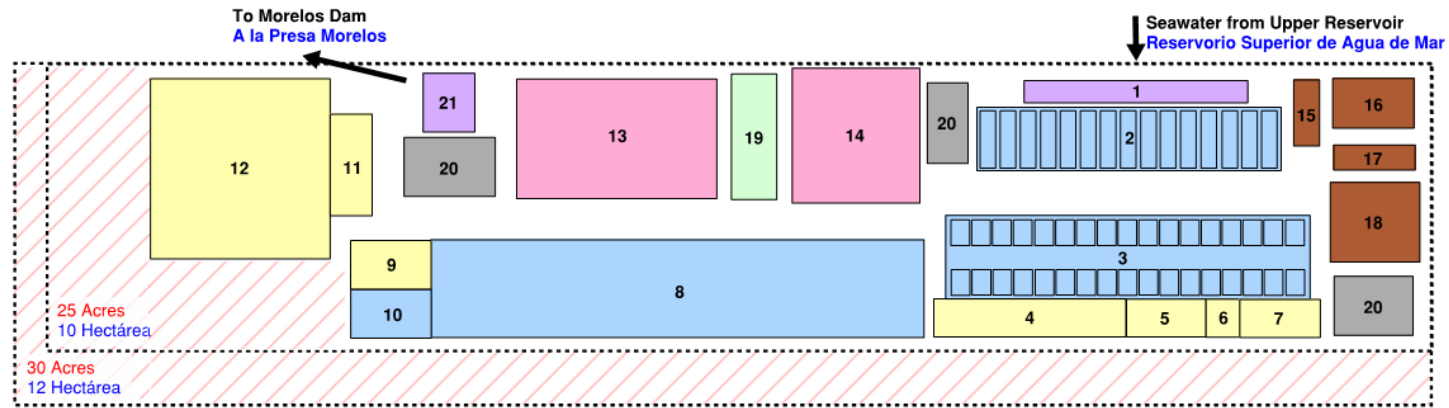 To Morelos Dam
A la Presa Morelos
Seawater from Upper Reservoir
Reservorio Superior de Agua de Mar
21
1
16
20
2
15
13
19
14
12
11
20
17
18
3
9
8
10
4
5
6
7
20
25 Acres
10 Hectárea
30 Acres
12 Hectárea